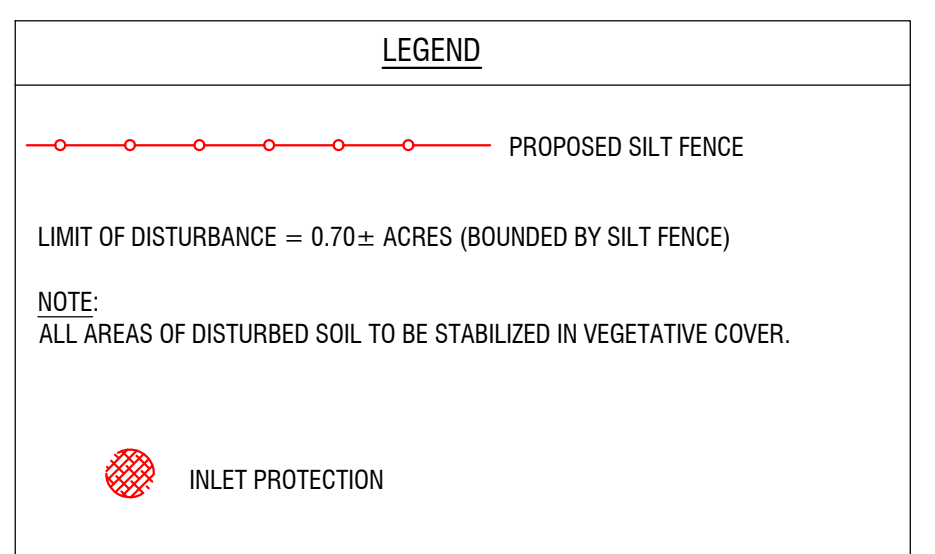 LEGEND
PROPOSED SILT FENCE
LIMIT OF DISTURBANCE = 0.70± ACRES (BOUNDED BY SILT FENCE)
NOTE:
ALL AREAS OF DISTURBED SOIL TO BE STABILIZED IN VEGETATIVE COVER.
INLET PROTECTION